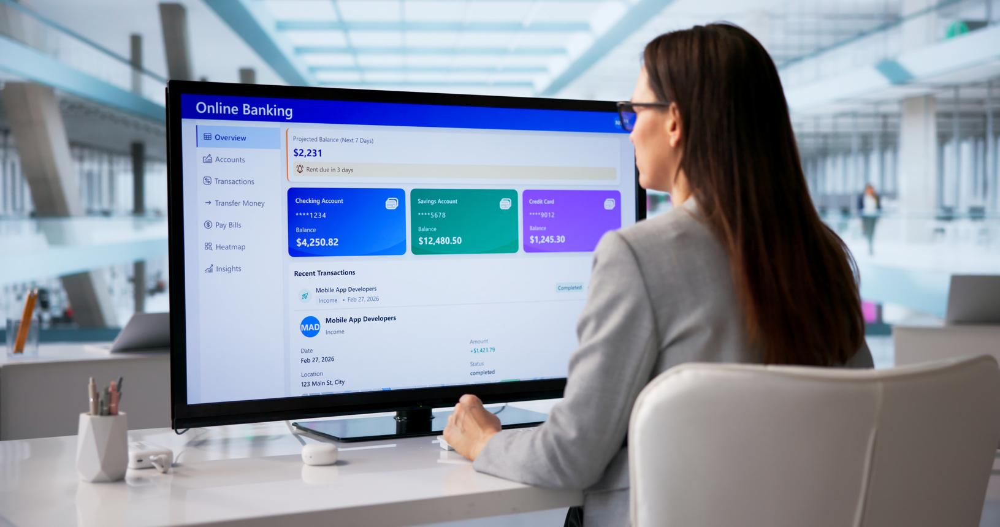 Online Banking
Overview
Accounts
Transactions
Transfer Money
Pay Bills
Heatmap
Insights
Projected Balance (Next 7 Days)
$2,231
Rent due in 3 days
Checking Account
****1234
Balance
$4,250.82
Savings Account
****5678
Balance
$12,480.50
Credit Card
****9012
Balance
$1,245.30
Recent Transactions
Mobile App Developers
Income • Feb 27, 2026
Completed
MAD
Mobile App Developers
Income
Date
Feb 27, 2026
Amount
+$1,423.79
Location
123 Main St, City
Status
completed